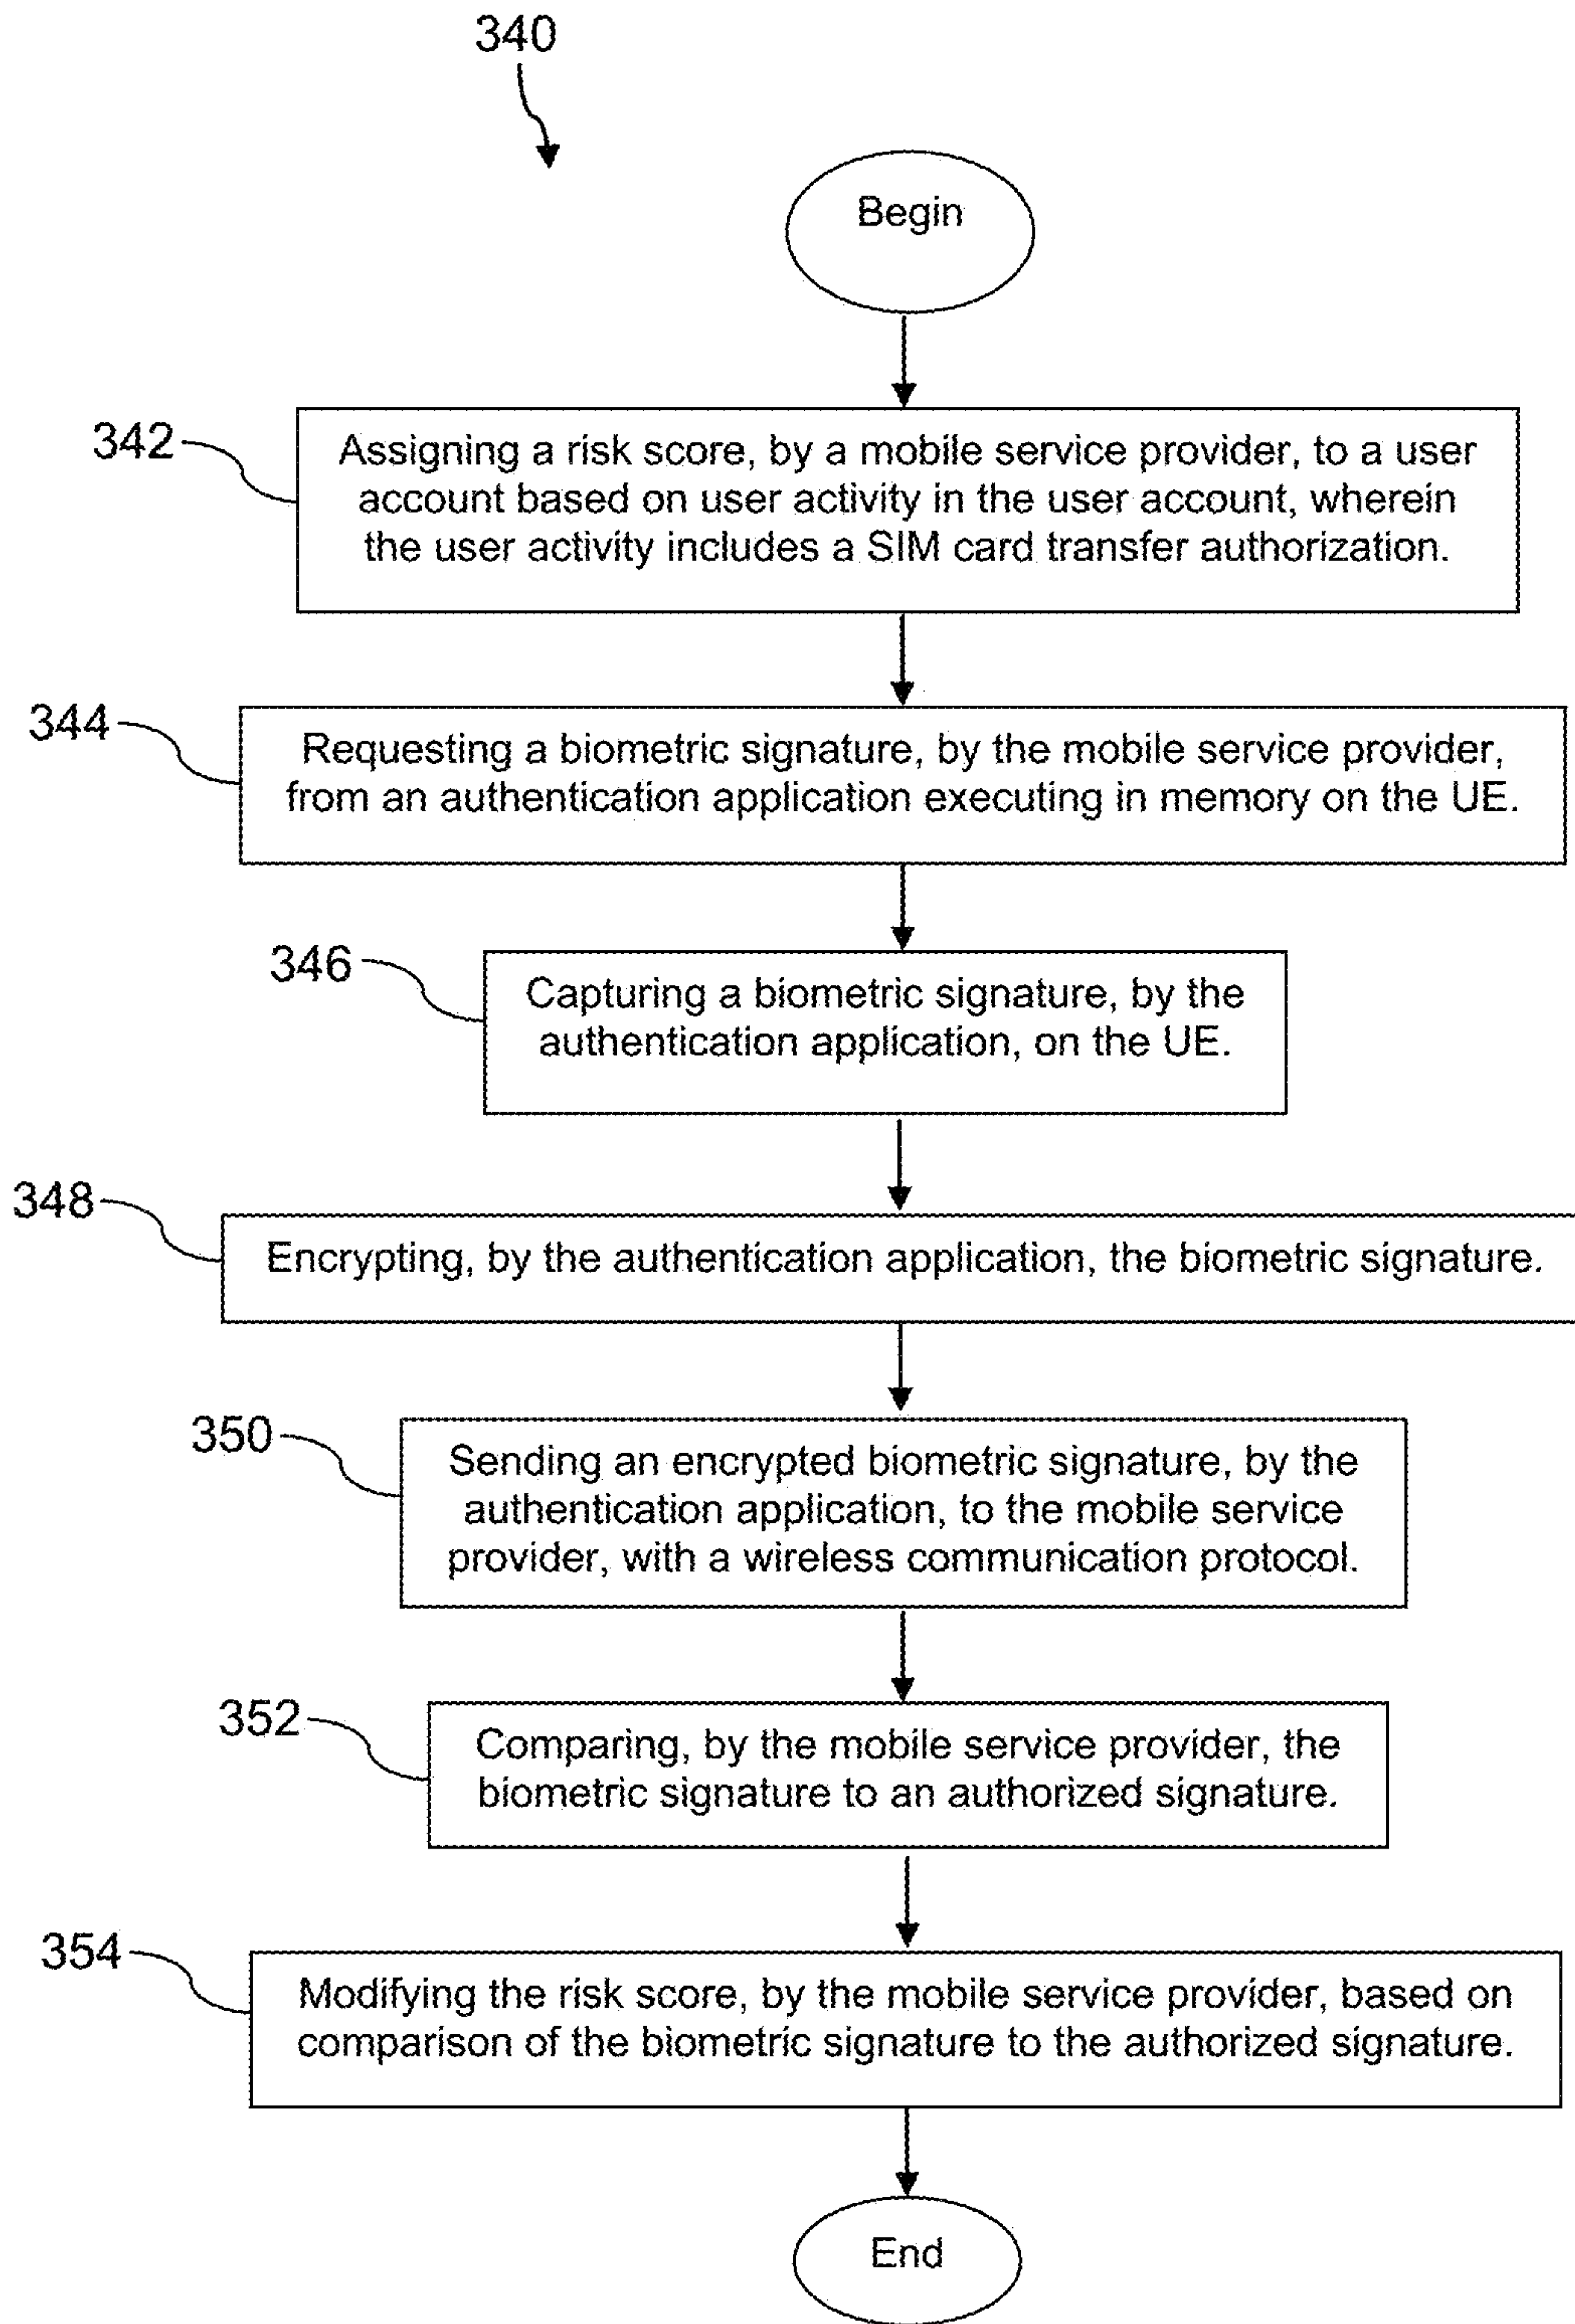 340
Begin
342
Assigning a risk score, by a mobile service provider, to a user
account based on user activity in the user account, wherein
the user activity includes a SIM card transfer authorization.
344
Requesting a biometric signature, by the mobile service provider,
from an authentication application executing in memory on the UE.
346
Capturing a biometric signature, by the
authentication application, on the UE.
348
Encrypting, by the authentication application, the biometric signature.
350
Sending an encrypted biometric signature, by the
authentication application, to the mobile service
provider, with a wireless communication protocol.
352
Comparing, by the mobile service provider, the
biometric signature to an authorized signature.
354
Modifying the risk score, by the mobile service provider, based on
comparison of the biometric signature to the authorized signature.
End